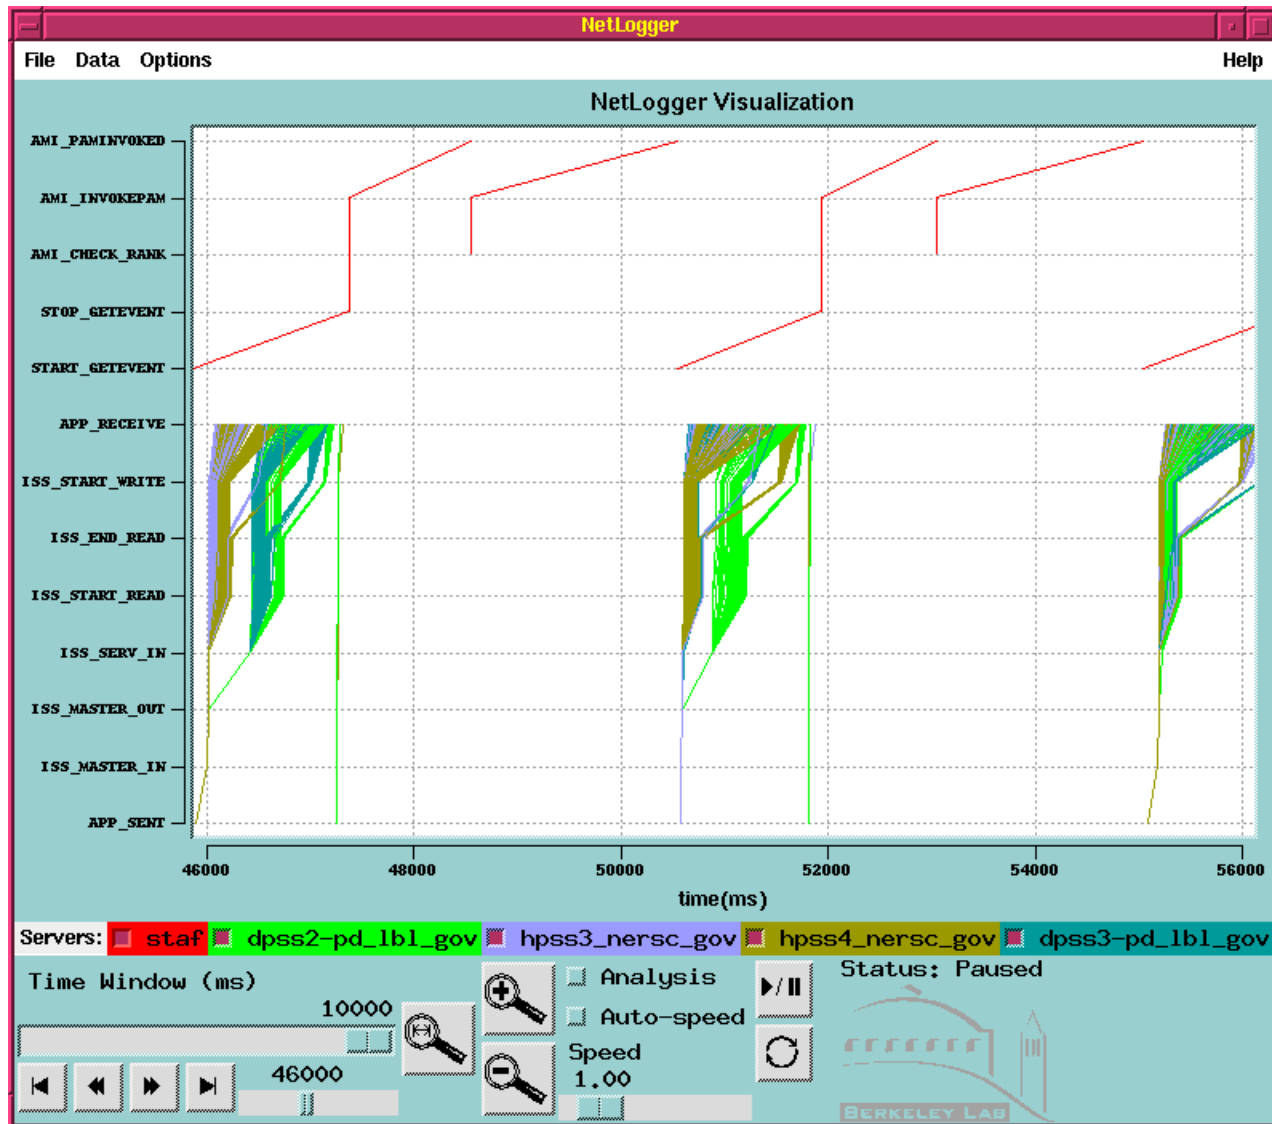 NetLogger
File Data Options Help
NetLogger Visualization
AMI_PAMINVOKED
AMI_INVOKEPAM
AMI_CHECK_RANK
STOP_GETEVENT
START_GETEVENT
APP_RECEIVE
ISS_START_WRITE
ISS_END_READ
ISS_START_READ
ISS_SERV_IN
ISS_MASTER_OUT
ISS_MASTER_IN
APP_SENT
46000 48000 50000 52000 54000 56000
time(ms)
Servers: staf dpss2-pd_lbl_gov hpss3_nersc_gov hpss4_nersc_gov dpss3-pd_lbl_gov
Time Window (ms)
10000
46000
Analysis
Auto-speed
Speed
1.00
Status: Paused
BERKELEY LAB